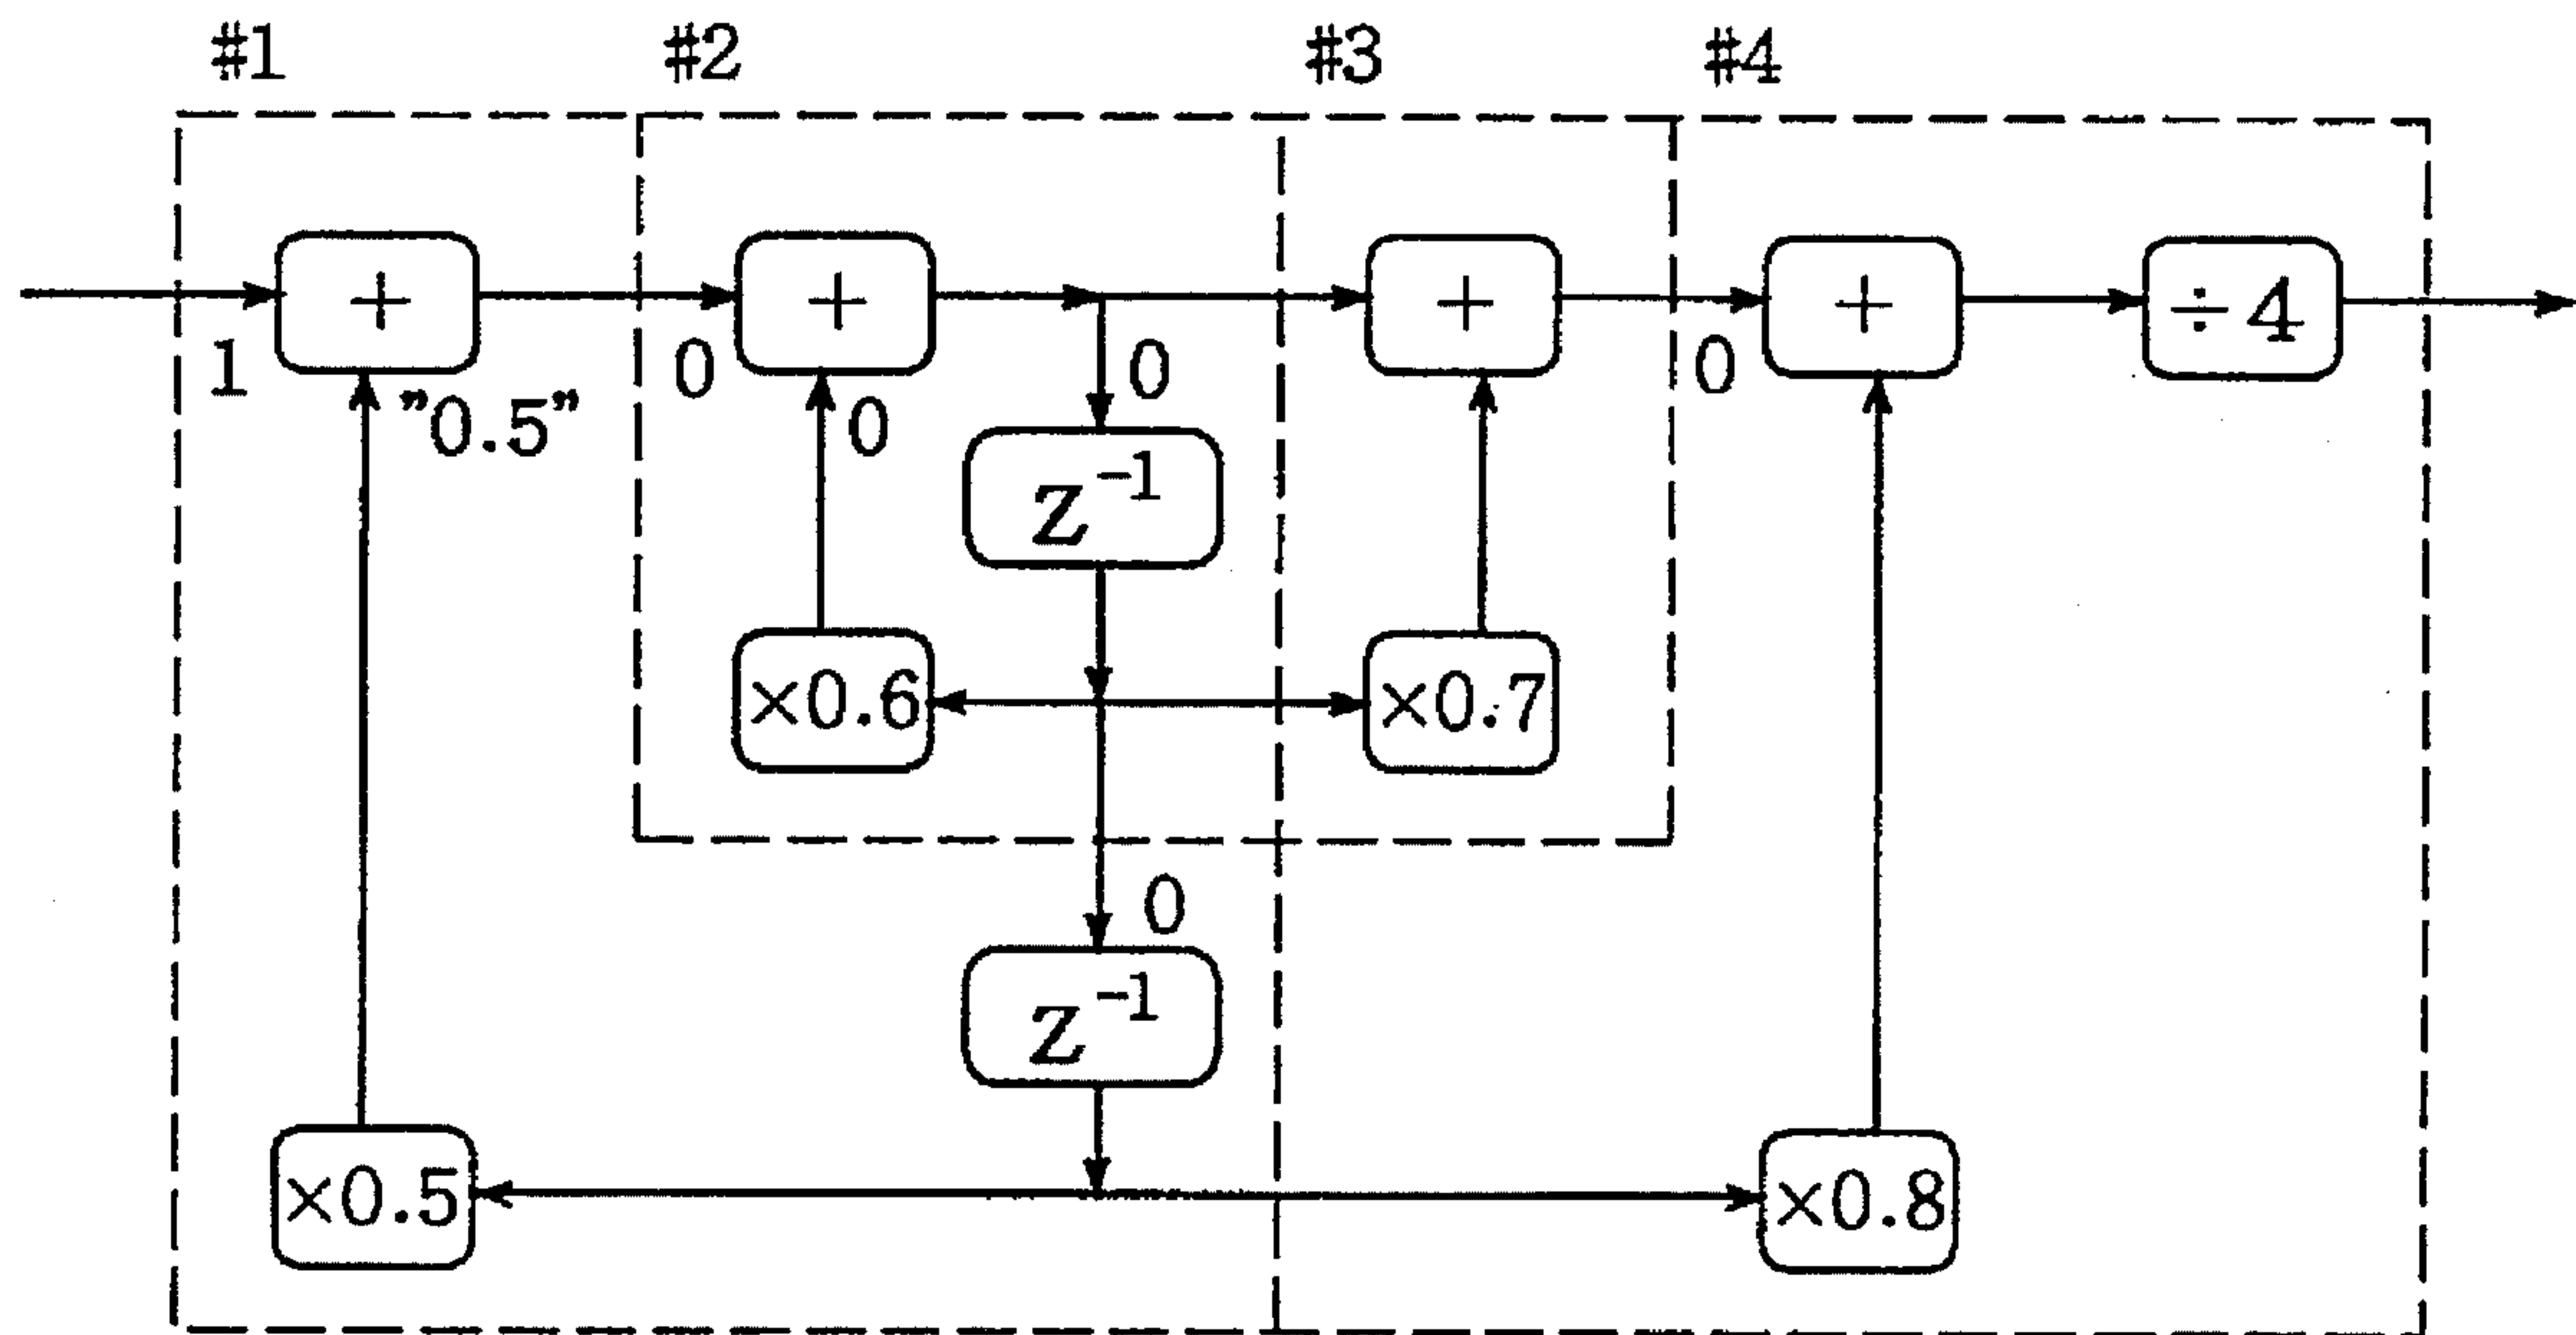 #1 #2 #3 #4
+ + + + ÷4
1 "0.5" 0 0 0 0
z⁻¹
×0.6 ×0.7
0
z⁻¹
×0.5 ×0.8